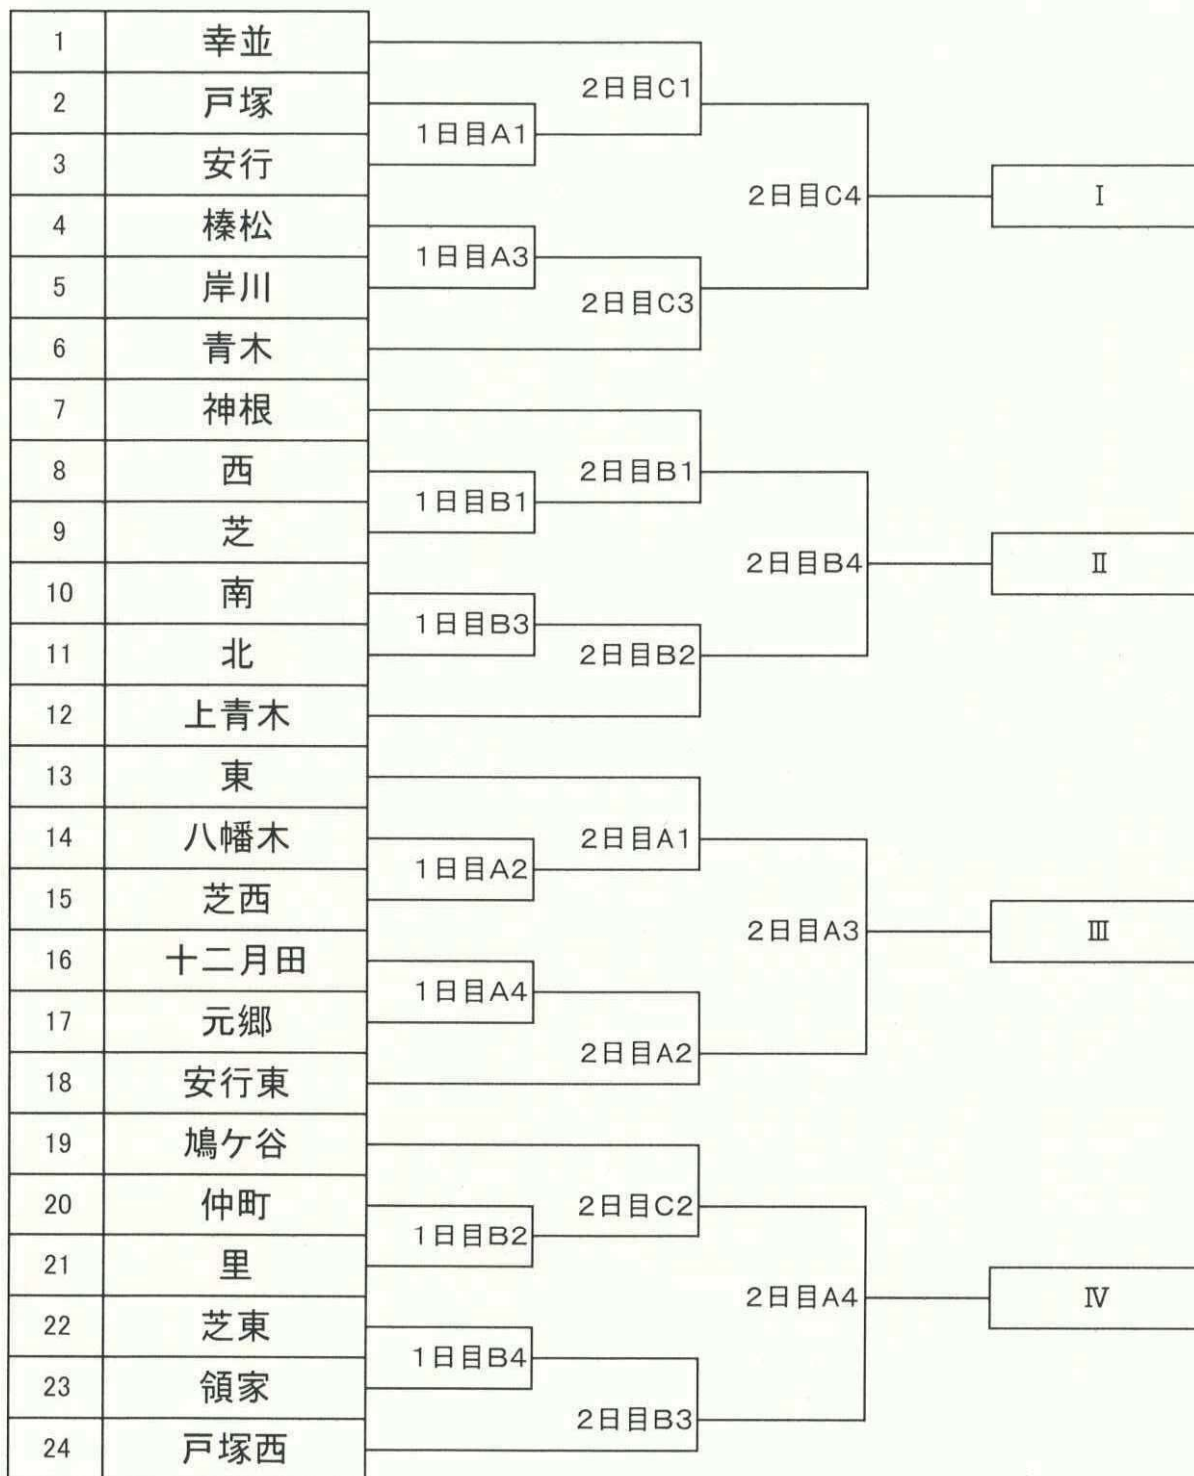 1 幸並
2 戸塚
3 安行
4 榛松
5 岸川
6 青木
7 神根
8 西
9 芝
10 南
11 北
12 上青木
13 東
14 八幡木
15 芝西
16 十二月田
17 元郷
18 安行東
19 鳩ケ谷
20 仲町
21 里
22 芝東
23 領家
24 戸塚西
1日目A1
1日目A3
1日目B1
1日目B3
1日目A2
1日目A4
1日目B2
1日目B4
2日目C1
2日目C3
2日目B1
2日目B2
2日目A1
2日目A2
2日目C2
2日目B3
2日目C4
2日目B4
2日目A3
2日目A4
Ⅰ
Ⅱ
Ⅲ
Ⅳ